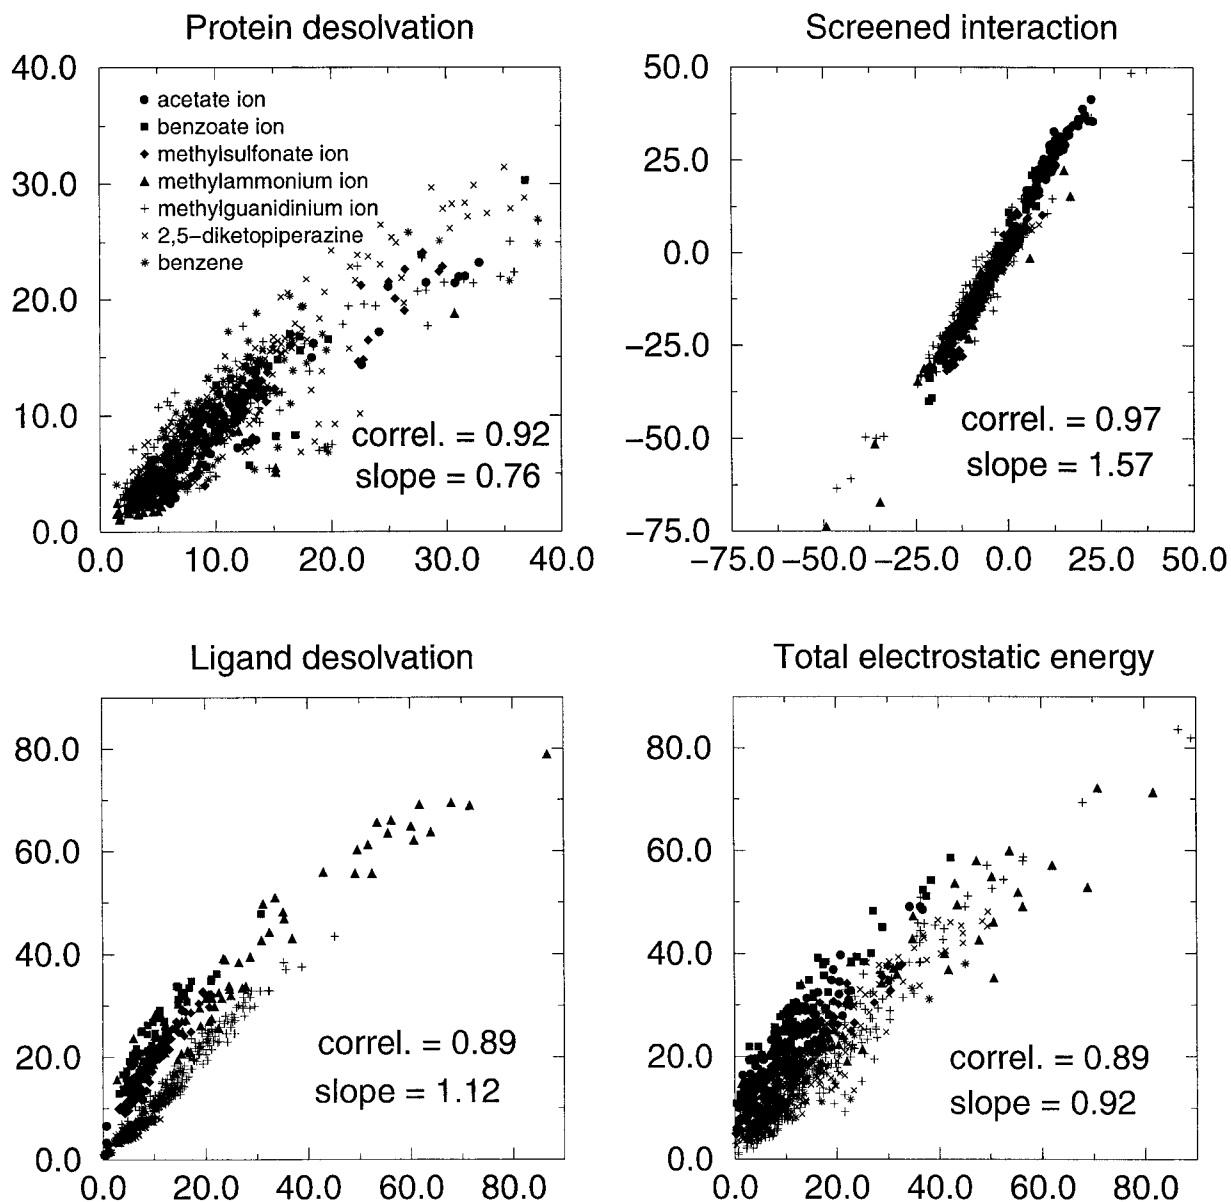 Protein desolvation
40.0
30.0
20.0
10.0
0.0
acetate ion
benzoate ion
methylsulfonate ion
methylammonium ion
methylguanidinium ion
2,5−diketopiperazine
benzene
correl. = 0.92
slope = 0.76
0.0 10.0 20.0 30.0 40.0
Screened interaction
50.0
25.0
0.0
−25.0
−50.0
−75.0
correl. = 0.97
slope = 1.57
−75.0 −50.0 −25.0 0.0 25.0 50.0
Ligand desolvation
80.0
60.0
40.0
20.0
0.0
correl. = 0.89
slope = 1.12
0.0 20.0 40.0 60.0 80.0
Total electrostatic energy
80.0
60.0
40.0
20.0
0.0
correl. = 0.89
slope = 0.92
0.0 20.0 40.0 60.0 80.0